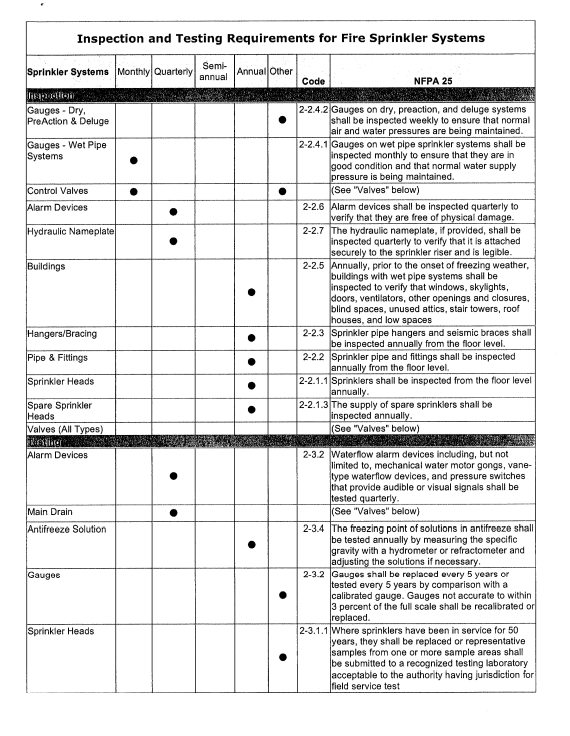 Inspection and Testing Requirements for Fire Sprinkler Systems
Sprinkler Systems Monthly Quarterly Semi-annual Annual Other Code NFPA 25
Inspection
Gauges - Dry, PreAction & Deluge ● 2-2.4.2 Gauges on dry, preaction, and deluge systems
shall be inspected weekly to ensure that normal
air and water pressures are being maintained.
Gauges - Wet Pipe Systems ● 2-2.4.1 Gauges on wet pipe sprinkler systems shall be
inspected monthly to ensure that they are in
good condition and that normal water supply
pressure is being maintained.
Control Valves ● ● (See "Valves" below)
Alarm Devices ● 2-2.6 Alarm devices shall be inspected quarterly to
verify that they are free of physical damage.
Hydraulic Nameplate ● 2-2.7 The hydraulic nameplate, if provided, shall be
inspected quarterly to verify that it is attached
securely to the sprinkler riser and is legible.
Buildings ● 2-2.5 Annually, prior to the onset of freezing weather,
buildings with wet pipe systems shall be
inspected to verify that windows, skylights,
doors, ventilators, other openings and closures,
blind spaces, unused attics, stair towers, roof
houses, and low spaces
Hangers/Bracing ● 2-2.3 Sprinkler pipe hangers and seismic braces shall
be inspected annually from the floor level.
Pipe & Fittings ● 2-2.2 Sprinkler pipe and fittings shall be inspected
annually from the floor level.
Sprinkler Heads ● 2-2.1.1 Sprinklers shall be inspected from the floor level
annually.
Spare Sprinkler Heads ● 2-2.1.3 The supply of spare sprinklers shall be
inspected annually.
Valves (All Types) (See "Valves" below)
Testing
Alarm Devices ● 2-3.2 Waterflow alarm devices including, but not
limited to, mechanical water motor gongs, vane-
type waterflow devices, and pressure switches
that provide audible or visual signals shall be
tested quarterly.
Main Drain ● (See "Valves" below)
Antifreeze Solution ● 2-3.4 The freezing point of solutions in antifreeze shall
be tested annually by measuring the specific
gravity with a hydrometer or refractometer and
adjusting the solutions if necessary.
Gauges ● 2-3.2 Gauges shall be replaced every 5 years or
tested every 5 years by comparison with a
calibrated gauge. Gauges not accurate to within
3 percent of the full scale shall be recalibrated or
replaced.
Sprinkler Heads ● 2-3.1.1 Where sprinklers have been in service for 50
years, they shall be replaced or representative
samples from one or more sample areas shall
be submitted to a recognized testing laboratory
acceptable to the authority having jurisdiction for
field service test